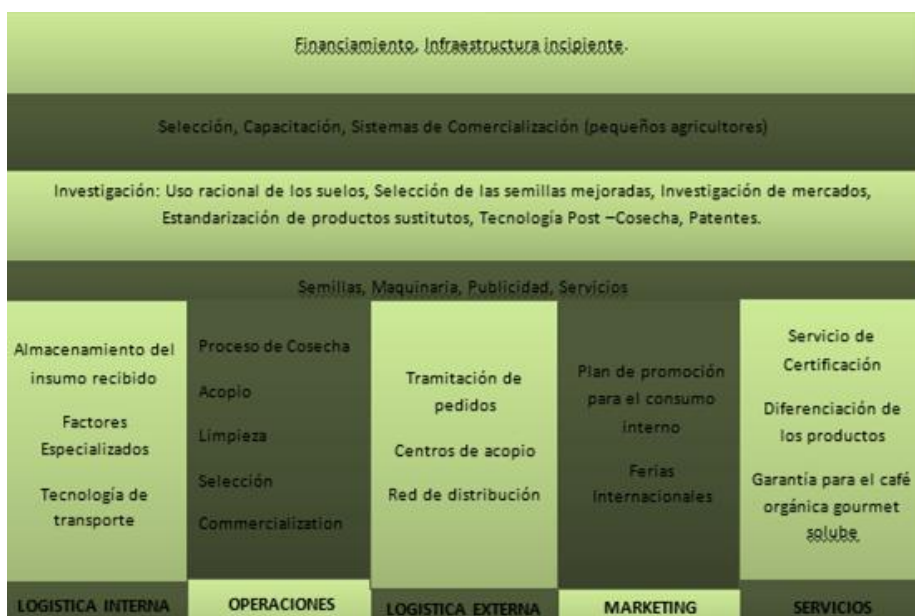 Financiamiento, Infraestructura incipiente.
Selección, Capacitación, Sistemas de Comercialización (pequeños agricultores)
Investigación: Uso racional de los suelos, Selección de las semillas mejoradas, Investigación de mercados,
Estandarización de productos sustitutos, Tecnología Post –Cosecha, Patentes.
Semillas, Maquinaria, Publicidad, Servicios
Almacenamiento del
insumo recibido
Factores
Especializados
Tecnología de
transporte
LOGISTICA INTERNA
Proceso de Cosecha
Acopio
Limpieza
Selección
Commercialization
OPERACIONES
Tramitación de
pedidos
Centros de acopio
Red de distribución
LOGISTICA EXTERNA
Plan de promoción
para el consumo
interno
Ferias
Internacionales
MARKETING
Servicio de
Certificación
Diferenciación de
los productos
Garantía para el café
orgánica gourmet
solube
SERVICIOS